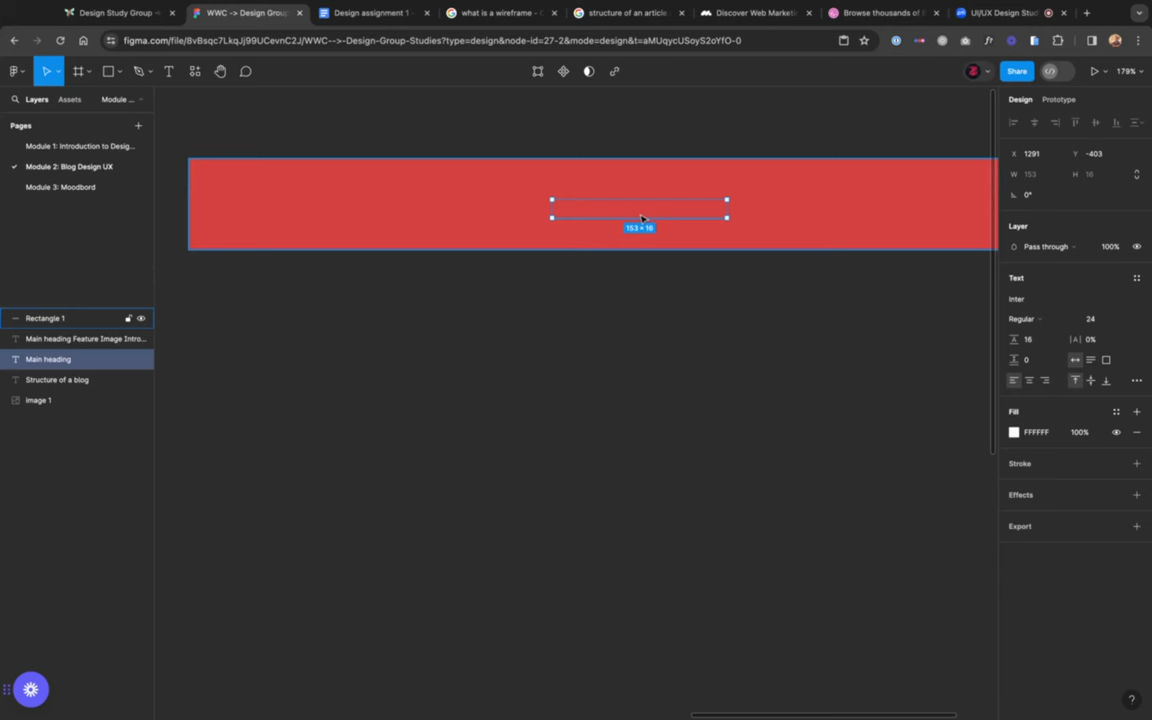 Design Study Group
WWC -> Design Grou
Design assignment 1 -
what is a wireframe -
structure of an article
Discover Web Market
Browse thousands of
UI/UX Design Stud
figma.com/file/8vBsqc7LkqJj99UCevnC2J/WWC-->-Design-Group-Studies?type=design&node-id=27-2&mode=design&t=aMUqycUSoyS2oYfO-0
Share
179%
Layers
Assets
Module ...
Design
Prototype
Pages
Module 1: Introduction to Desig...
Module 2: Blog Design UX
Module 3: Moodbord
X 1291
Y -403
W 153
H 16
0°
Layer
Pass through
100%
153 × 16
Text
Inter
Regular
24
16
|A| 0%
0
Rectangle 1
Main heading Feature Image Intro...
Main heading
Structure of a blog
image 1
Fill
FFFFFF
100%
Stroke
Effects
Export
?